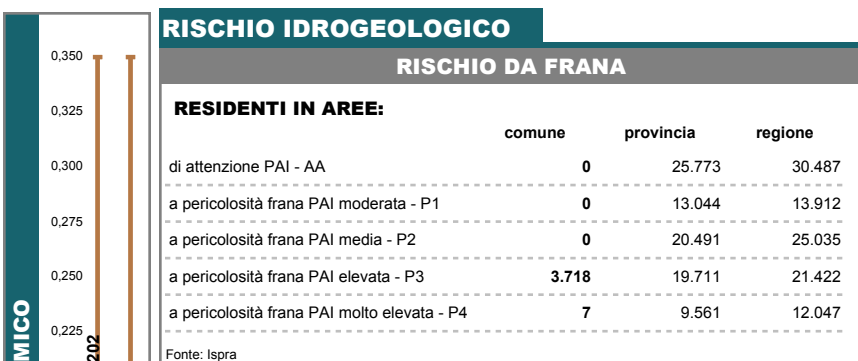 RISCHIO IDROGEOLOGICO
RISCHIO DA FRANA
RESIDENTI IN AREE:
comune provincia regione
di attenzione PAI - AA 0 25.773 30.487
a pericolosità frana PAI moderata - P1 0 13.044 13.912
a pericolosità frana PAI media - P2 0 20.491 25.035
a pericolosità frana PAI elevata - P3 3.718 19.711 21.422
a pericolosità frana PAI molto elevata - P4 7 9.561 12.047
Fonte: Ispra
0,350
0,325
0,300
0,275
0,250
0,225
MICO
202